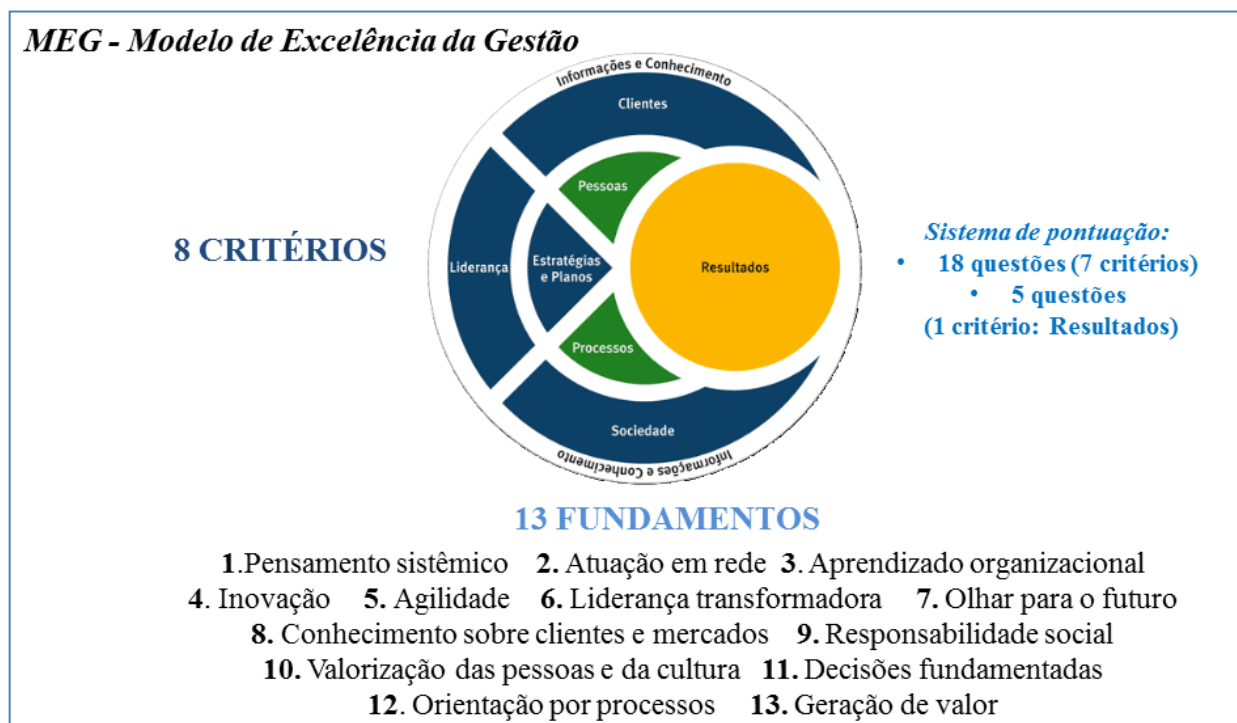 MEG - Modelo de Excelência da Gestão
Informações e Conhecimento
Clientes
Pessoas
8 CRITÉRIOS
Liderança
Estratégias
e Planos
Resultados
Processos
Sociedade
Informações e Conhecimento
Sistema de pontuação:
• 18 questões (7 critérios)
• 5 questões
(1 critério: Resultados)
13 FUNDAMENTOS
1.Pensamento sistêmico 2. Atuação em rede 3. Aprendizado organizacional
4. Inovação 5. Agilidade 6. Liderança transformadora 7. Olhar para o futuro
8. Conhecimento sobre clientes e mercados 9. Responsabilidade social
10. Valorização das pessoas e da cultura 11. Decisões fundamentadas
12. Orientação por processos 13. Geração de valor